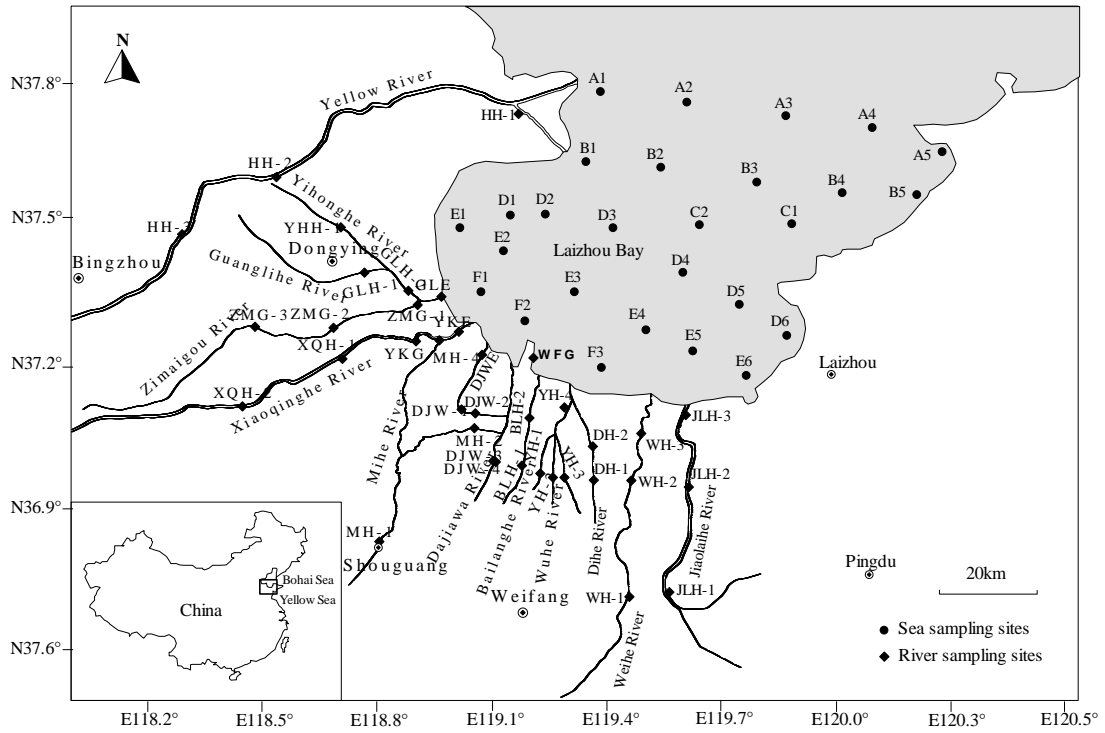 N
N37.8°
N37.5°
N37.2°
N36.9°
N37.6°
E118.2°
E118.5°
E118.8°
E119.1°
E119.4°
E119.7°
E120.0°
E120.3°
E120.5°
Yellow River
HH-1
HH-2
HH-3
Yihonghe River
YHH-1
Dongying
Bingzhou
Guanglihe River
GLH-1
GLE
Zimaigou River
ZMG-3
ZMG-2
ZMG-1
YKE
YKG
XQH-1
XQH-2
Xiaoqinghe River
MH-4
DJWE
WFG
Mihe River
DJW-2
BLH-2
YH-4
MH-1
DJW-3
DJW-4
BLH-1
YH-1
YH-3
DH-2
DH-1
WH-3
WH-2
WH-1
JLH-3
JLH-2
JLH-1
Shouguang
Dajiawa River
Bailanghe River
Wuhe River
Dihe River
Weihe River
Jiaolaihe River
Weifang
Laizhou
Pingdu
A1
A2
A3
A4
A5
B1
B2
B3
B4
B5
C1
C2
D1
D2
D3
D4
D5
D6
E1
E2
E3
E4
E5
E6
F1
F2
F3
Laizhou Bay
20km
Sea sampling sites
River sampling sites
China
Bohai Sea
Yellow Sea